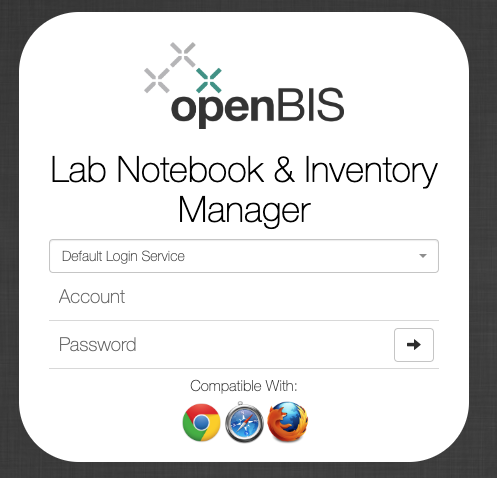 openBIS
Lab Notebook & Inventory
Manager
Default Login Service
Account
Password
Compatible With: